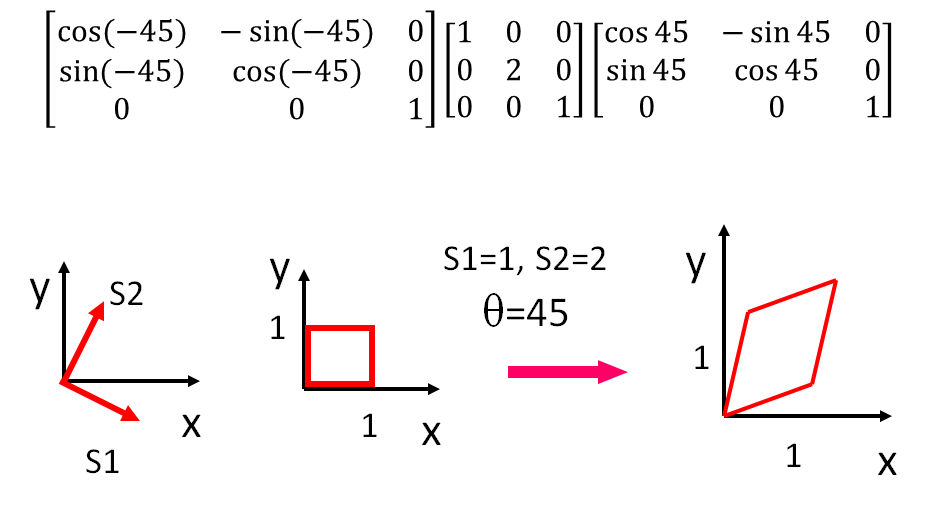 cos(−45) − sin(−45) 0 1 0 0 cos 45 − sin 45 0
sin(−45) cos(−45) 0 0 2 0 sin 45 cos 45 0
0 0 1 0 0 1 0 0 1
S1=1, S2=2
θ=45
y
S2
x
S1
y
1
1
x
y
1
1
x